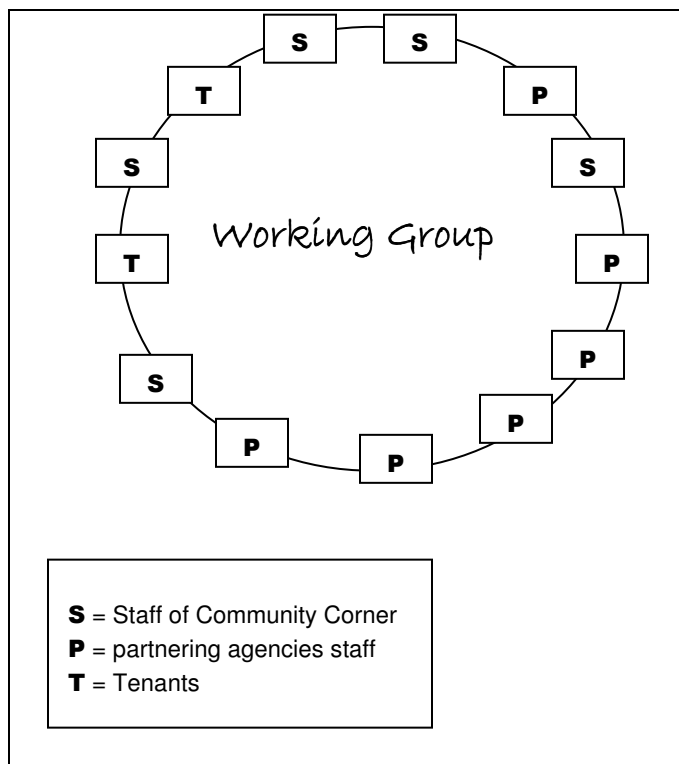 S S
T P
S S
Working Group
T P
P
S
P
P
P
S = Staff of Community Corner
P = partnering agencies staff
T = Tenants